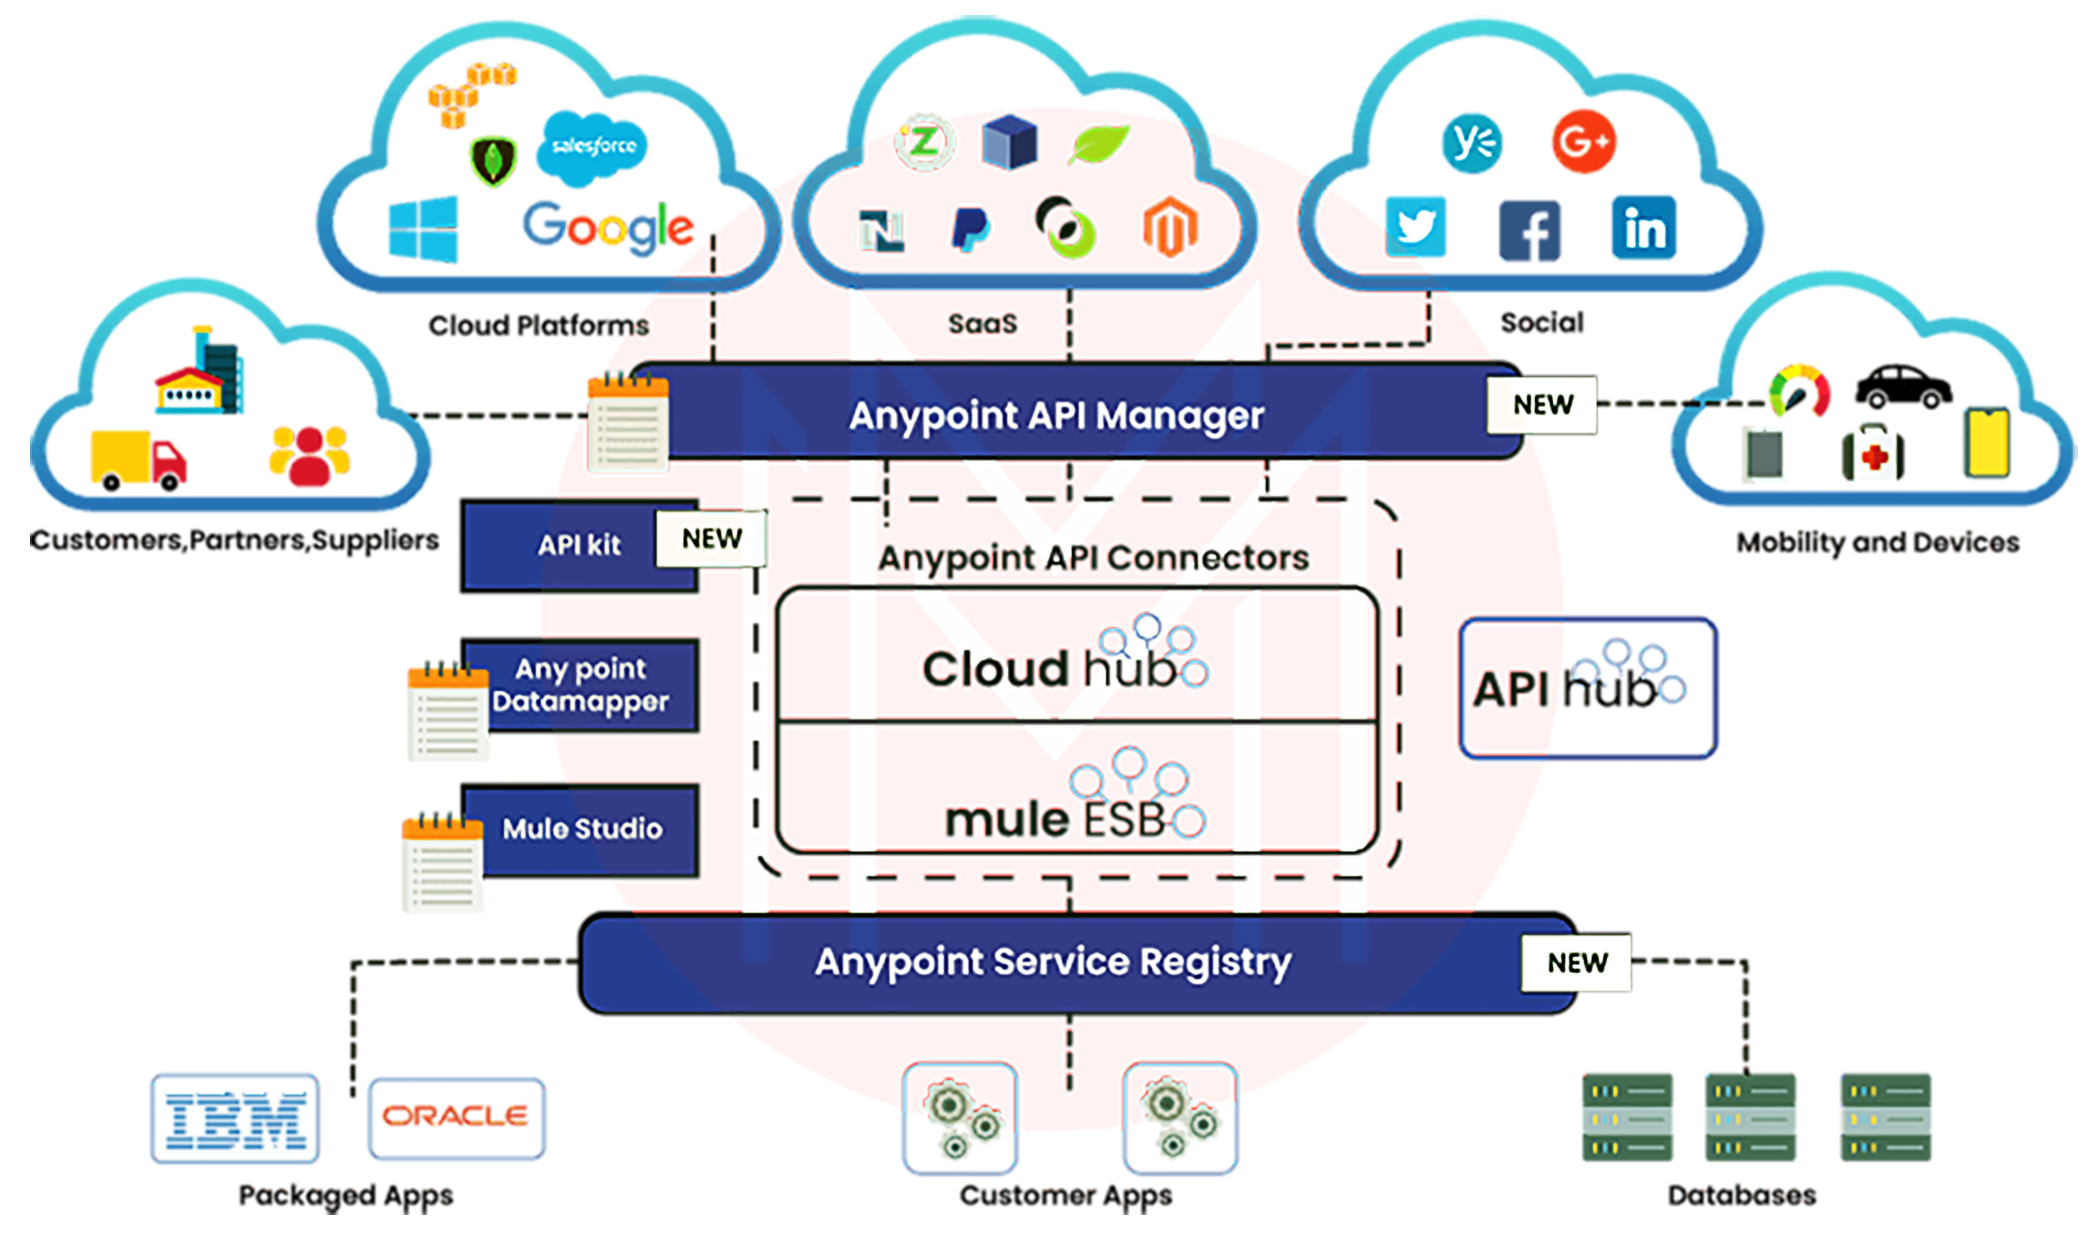 salesforce
Google
Cloud Platforms
SaaS
Social
Anypoint API Manager
NEW
Customers,Partners,Suppliers
Mobility and Devices
API kit
NEW
Anypoint API Connectors
Any point
Datamapper
Cloud hub
API hub
Mule Studio
mule ESB
Anypoint Service Registry
NEW
IBM
ORACLE
Packaged Apps
Customer Apps
Databases